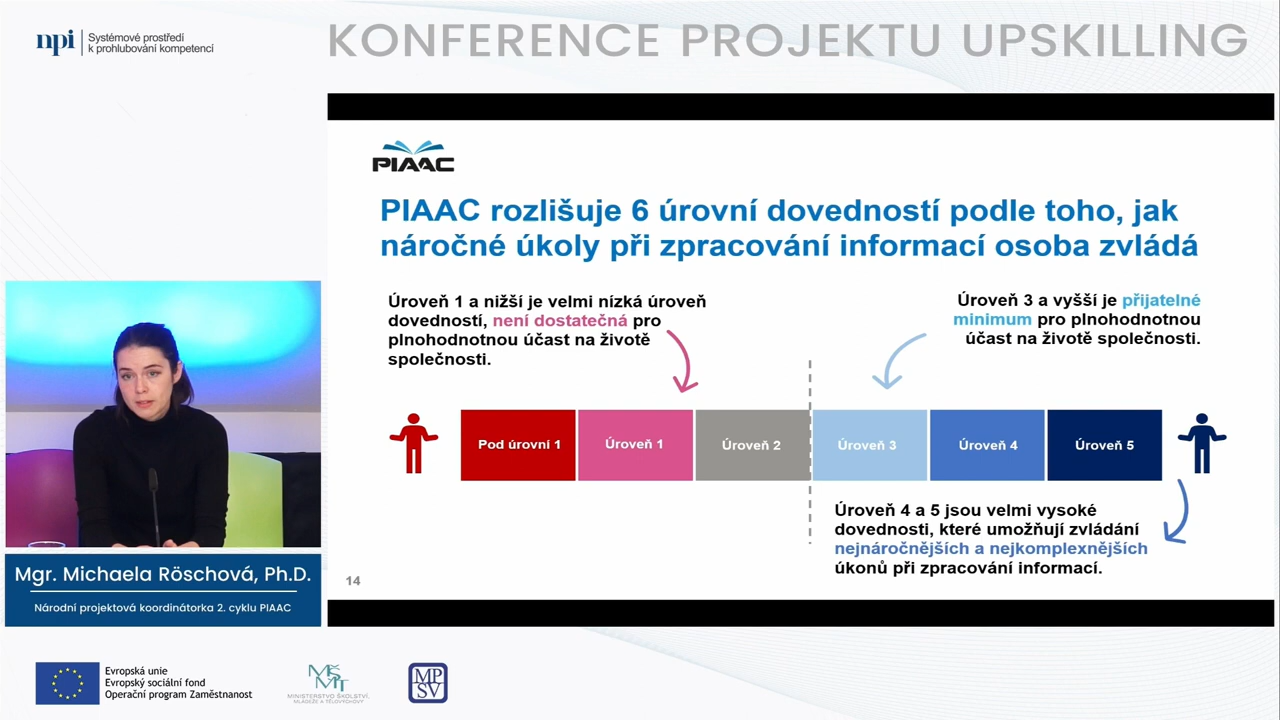 npi
Systémové prostředí
k prohlubování kompetencí
KONFERENCE PROJEKTU UPSKILLING
PIAAC
PIAAC rozlišuje 6 úrovní dovedností podle toho, jak
náročné úkoly při zpracování informací osoba zvládá
Úroveň 1 a nižší je velmi nízká úroveň
dovedností, není dostatečná pro
plnohodnotnou účast na životě
společnosti.
Úroveň 3 a vyšší je přijatelné
minimum pro plnohodnotnou
účast na životě společnosti.
Pod úrovní 1
Úroveň 1
Úroveň 2
Úroveň 3
Úroveň 4
Úroveň 5
Úroveň 4 a 5 jsou velmi vysoké
dovednosti, které umožňují zvládání
nejnáročnějších a nejkomplexnějších
úkonů při zpracování informací.
14
Mgr. Michaela Röschová, Ph.D.
Národní projektová koordinátorka 2. cyklu PIAAC
Evropská unie
Evropský sociální fond
Operační program Zaměstnanost
MŠMT
MINISTERSTVO ŠKOLSTVÍ,
MLÁDEŽE A TĚLOVÝCHOVY
MP
SV